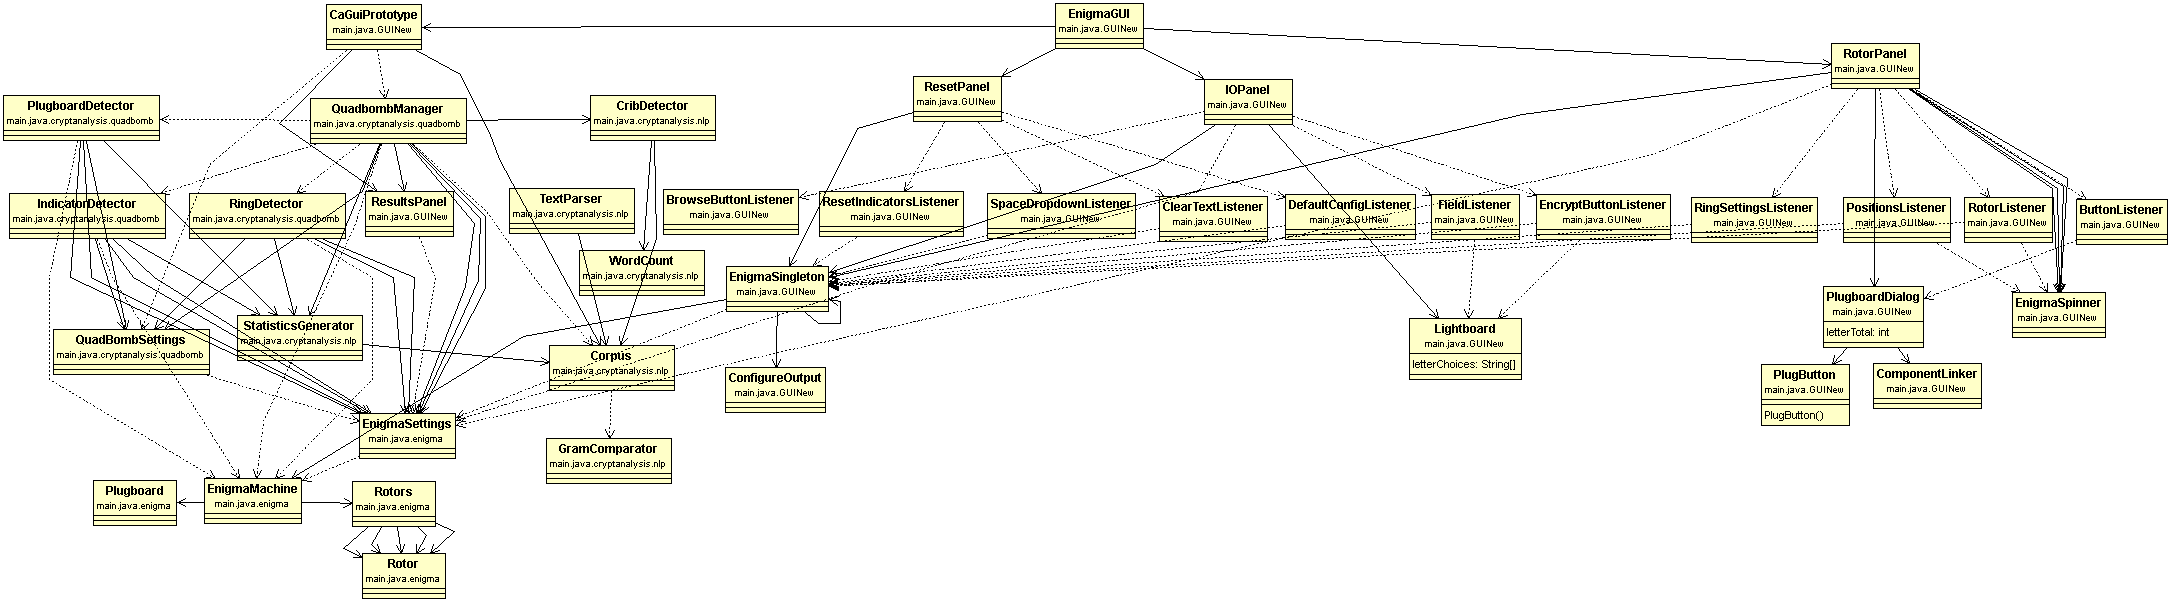 CaGuiPrototype
main.java.GUINew
EnigmaGUI
main.java.GUINew
RotorPanel
main.java.GUINew
ResetPanel
main.java.GUINew
IOPanel
main.java.GUINew
PlugboardDetector
main.java.cryptanalysis.quadbomb
QuadbombManager
main.java.cryptanalysis.quadbomb
CribDetector
main.java.cryptanalysis.nlp
IndicatorDetector
main.java.cryptanalysis.quadbomb
RingDetector
main.java.cryptanalysis.quadbomb
ResultsPanel
main.java.GUINew
TextParser
main.java.cryptanalysis.nlp
BrowseButtonListener
main.java.GUINew
ResetIndicatorsListener
main.java.GUINew
SpaceDropdownListener
main.java.GUINew
ClearTextListener
main.java.GUINew
DefaultConfigListener
main.java.GUINew
FieldListener
main.java.GUINew
EncryptButtonListener
main.java.GUINew
RingSettingsListener
main.java.GUINew
PositionsListener
main.java.GUINew
RotorListener
main.java.GUINew
ButtonListener
main.java.GUINew
WordCount
main.java.cryptanalysis.nlp
EnigmaSingleton
main.java.GUINew
PlugboardDialog
main.java.GUINew
letterTotal: int
EnigmaSpinner
main.java.GUINew
QuadBombSettings
main.java.cryptanalysis.quadbomb
StatisticsGenerator
main.java.cryptanalysis.nlp
Corpus
main.java.cryptanalysis.nlp
Lightboard
main.java.GUINew
letterChoices: String[]
ConfigureOutput
main.java.GUINew
PlugButton
main.java.GUINew
PlugButton()
ComponentLinker
main.java.GUINew
EnigmaSettings
main.java.enigma
GramComparator
main.java.cryptanalysis.nlp
Plugboard
main.java.enigma
EnigmaMachine
main.java.enigma
Rotors
main.java.enigma
Rotor
main.java.enigma